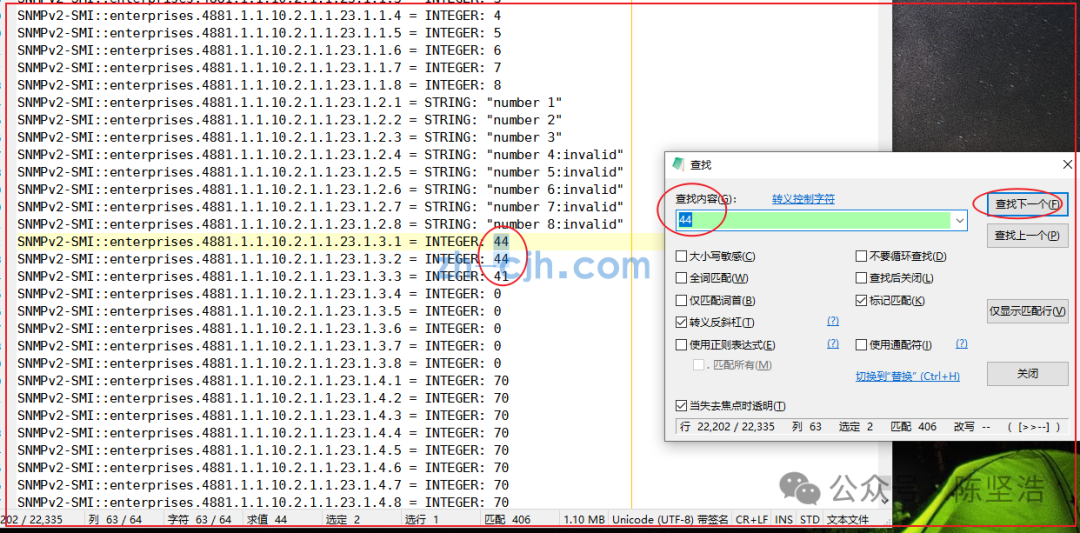 SNMPv2-SMI::enterprises.4881.1.1.10.2.1.1.23.1.1.4 = INTEGER: 4
SNMPv2-SMI::enterprises.4881.1.1.10.2.1.1.23.1.1.5 = INTEGER: 5
SNMPv2-SMI::enterprises.4881.1.1.10.2.1.1.23.1.1.6 = INTEGER: 6
SNMPv2-SMI::enterprises.4881.1.1.10.2.1.1.23.1.1.7 = INTEGER: 7
SNMPv2-SMI::enterprises.4881.1.1.10.2.1.1.23.1.1.8 = INTEGER: 8
SNMPv2-SMI::enterprises.4881.1.1.10.2.1.1.23.1.2.1 = STRING: "number 1"
SNMPv2-SMI::enterprises.4881.1.1.10.2.1.1.23.1.2.2 = STRING: "number 2"
SNMPv2-SMI::enterprises.4881.1.1.10.2.1.1.23.1.2.3 = STRING: "number 3"
SNMPv2-SMI::enterprises.4881.1.1.10.2.1.1.23.1.2.4 = STRING: "number 4:invalid"
SNMPv2-SMI::enterprises.4881.1.1.10.2.1.1.23.1.2.5 = STRING: "number 5:invalid"
SNMPv2-SMI::enterprises.4881.1.1.10.2.1.1.23.1.2.6 = STRING: "number 6:invalid"
SNMPv2-SMI::enterprises.4881.1.1.10.2.1.1.23.1.2.7 = STRING: "number 7:invalid"
SNMPv2-SMI::enterprises.4881.1.1.10.2.1.1.23.1.2.8 = STRING: "number 8:invalid"
SNMPv2-SMI::enterprises.4881.1.1.10.2.1.1.23.1.3.1 = INTEGER: 44
SNMPv2-SMI::enterprises.4881.1.1.10.2.1.1.23.1.3.2 = INTEGER: 44
SNMPv2-SMI::enterprises.4881.1.1.10.2.1.1.23.1.3.3 = INTEGER: 41
SNMPv2-SMI::enterprises.4881.1.1.10.2.1.1.23.1.3.4 = INTEGER: 0
SNMPv2-SMI::enterprises.4881.1.1.10.2.1.1.23.1.3.5 = INTEGER: 0
SNMPv2-SMI::enterprises.4881.1.1.10.2.1.1.23.1.3.6 = INTEGER: 0
SNMPv2-SMI::enterprises.4881.1.1.10.2.1.1.23.1.3.7 = INTEGER: 0
SNMPv2-SMI::enterprises.4881.1.1.10.2.1.1.23.1.3.8 = INTEGER: 0
SNMPv2-SMI::enterprises.4881.1.1.10.2.1.1.23.1.4.1 = INTEGER: 70
SNMPv2-SMI::enterprises.4881.1.1.10.2.1.1.23.1.4.2 = INTEGER: 70
SNMPv2-SMI::enterprises.4881.1.1.10.2.1.1.23.1.4.3 = INTEGER: 70
SNMPv2-SMI::enterprises.4881.1.1.10.2.1.1.23.1.4.4 = INTEGER: 70
SNMPv2-SMI::enterprises.4881.1.1.10.2.1.1.23.1.4.5 = INTEGER: 70
SNMPv2-SMI::enterprises.4881.1.1.10.2.1.1.23.1.4.6 = INTEGER: 70
SNMPv2-SMI::enterprises.4881.1.1.10.2.1.1.23.1.4.7 = INTEGER: 70
SNMPv2-SMI::enterprises.4881.1.1.10.2.1.1.23.1.4.8 = INTEGER: 70
202 / 22,335 列 63 / 64 字符 63 / 64 求值 44 选定 2 选行 1 匹配 406 1.10 MB Unicode (UTF-8) 带签名 CR+LF INS STD 文本文件
zh-cjh.com
查找
查找内容(G): 转义控制字符 查找下一个(F)
44
查找上一个(P)
大小写敏感(C) 不要循环查找(D)
全词匹配(W) 查找后关闭(L)
仅匹配词首(B) 标记匹配(K)
仅显示匹配行(V)
转义反斜杠(T) (?)
使用正则表达式(E) (?) 使用通配符(I) (?)
. 匹配所有(M)
切换到“替换” (Ctrl+H) 关闭
当失去焦点时透明(T)
行 22,202 / 22,335 列 63 选定 2 匹配 406 改写 -- ( [>>--] )
公众号 陈坚浩